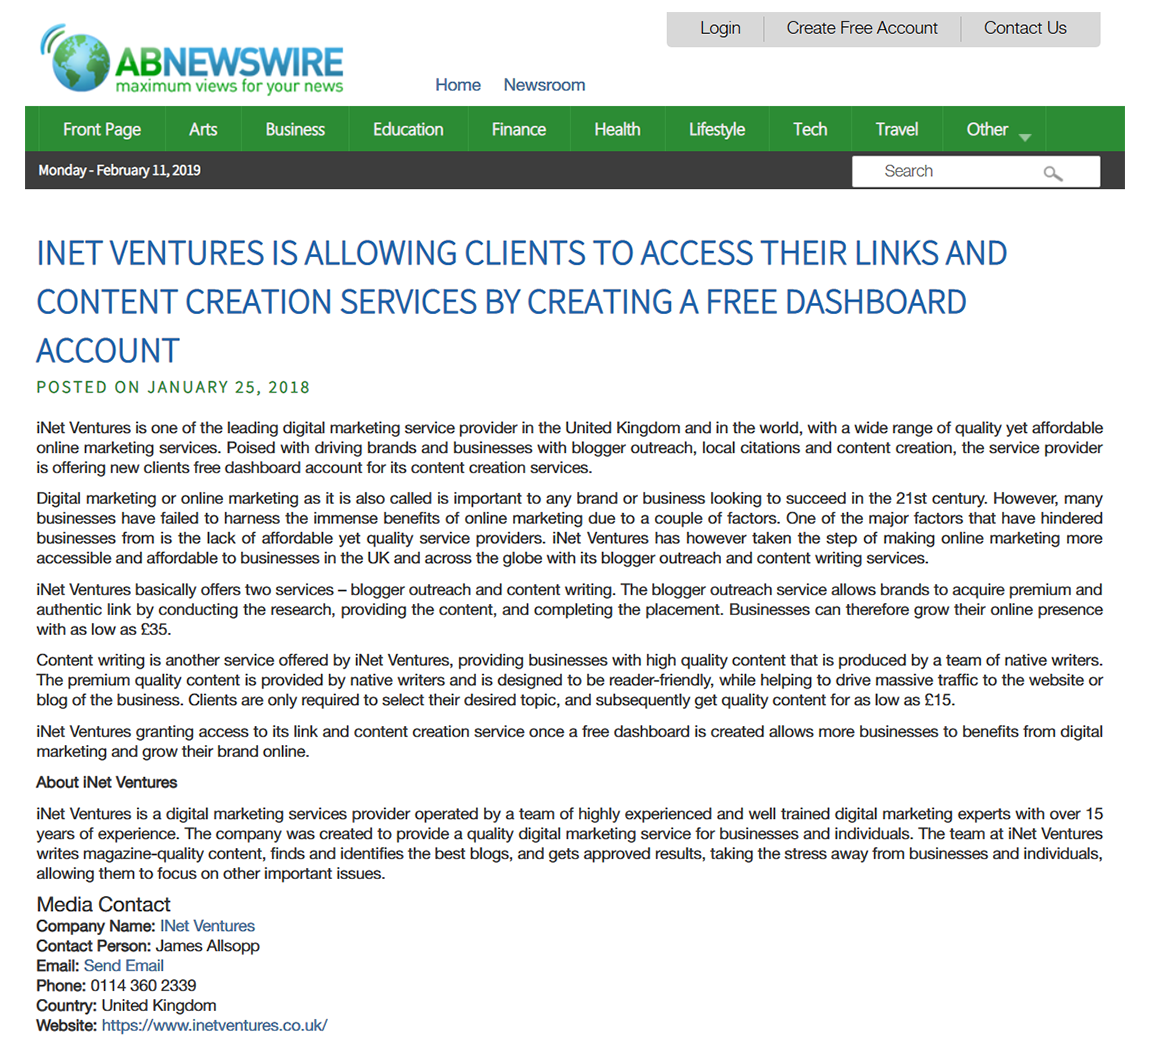 Login Create Free Account Contact Us
ABNEWSWIRE
maximum views for your news
Home Newsroom
Front Page Arts Business Education Finance Health Lifestyle Tech Travel Other
Monday - February 11, 2019
Search
INET VENTURES IS ALLOWING CLIENTS TO ACCESS THEIR LINKS AND
CONTENT CREATION SERVICES BY CREATING A FREE DASHBOARD
ACCOUNT
POSTED ON JANUARY 25, 2018
iNet Ventures is one of the leading digital marketing service provider in the United Kingdom and in the world, with a wide range of quality yet affordable
online marketing services. Poised with driving brands and businesses with blogger outreach, local citations and content creation, the service provider
is offering new clients free dashboard account for its content creation services.
Digital marketing or online marketing as it is also called is important to any brand or business looking to succeed in the 21st century. However, many
businesses have failed to harness the immense benefits of online marketing due to a couple of factors. One of the major factors that have hindered
businesses from is the lack of affordable yet quality service providers. iNet Ventures has however taken the step of making online marketing more
accessible and affordable to businesses in the UK and across the globe with its blogger outreach and content writing services.
iNet Ventures basically offers two services – blogger outreach and content writing. The blogger outreach service allows brands to acquire premium and
authentic link by conducting the research, providing the content, and completing the placement. Businesses can therefore grow their online presence
with as low as £35.
Content writing is another service offered by iNet Ventures, providing businesses with high quality content that is produced by a team of native writers.
The premium quality content is provided by native writers and is designed to be reader-friendly, while helping to drive massive traffic to the website or
blog of the business. Clients are only required to select their desired topic, and subsequently get quality content for as low as £15.
iNet Ventures granting access to its link and content creation service once a free dashboard is created allows more businesses to benefits from digital
marketing and grow their brand online.
About iNet Ventures
iNet Ventures is a digital marketing services provider operated by a team of highly experienced and well trained digital marketing experts with over 15
years of experience. The company was created to provide a quality digital marketing service for businesses and individuals. The team at iNet Ventures
writes magazine-quality content, finds and identifies the best blogs, and gets approved results, taking the stress away from businesses and individuals,
allowing them to focus on other important issues.
Media Contact
Company Name: INet Ventures
Contact Person: James Allsopp
Email: Send Email
Phone: 0114 360 2339
Country: United Kingdom
Website: https://www.inetventures.co.uk/